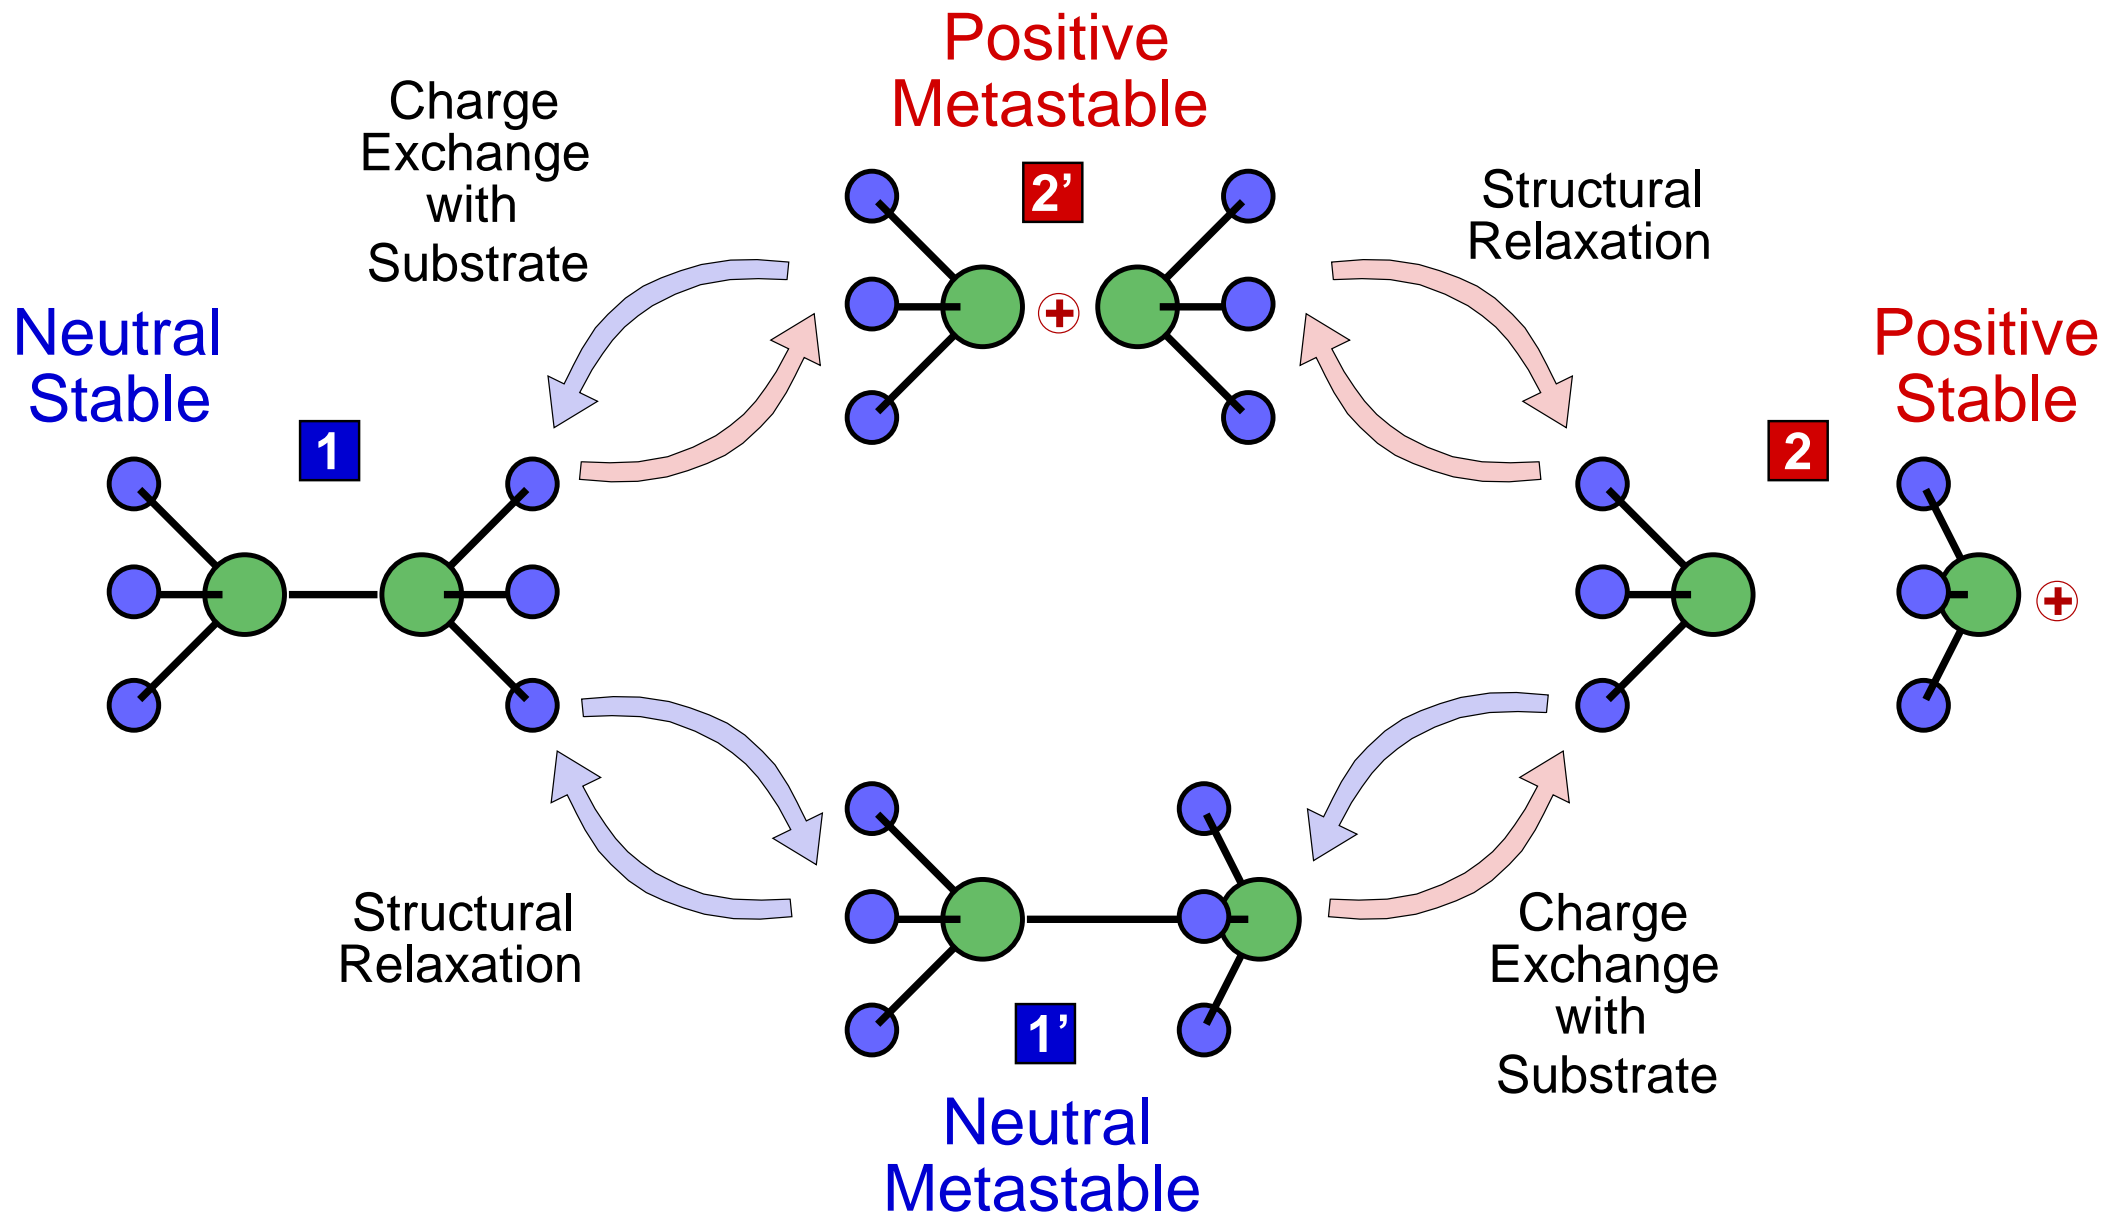 Positive
Metastable
2’
Charge
Exchange
with
Substrate
Structural
Relaxation
Neutral
Stable
1
Positive
Stable
2
+
+
Structural
Relaxation
1’
Neutral
Metastable
Charge
Exchange
with
Substrate